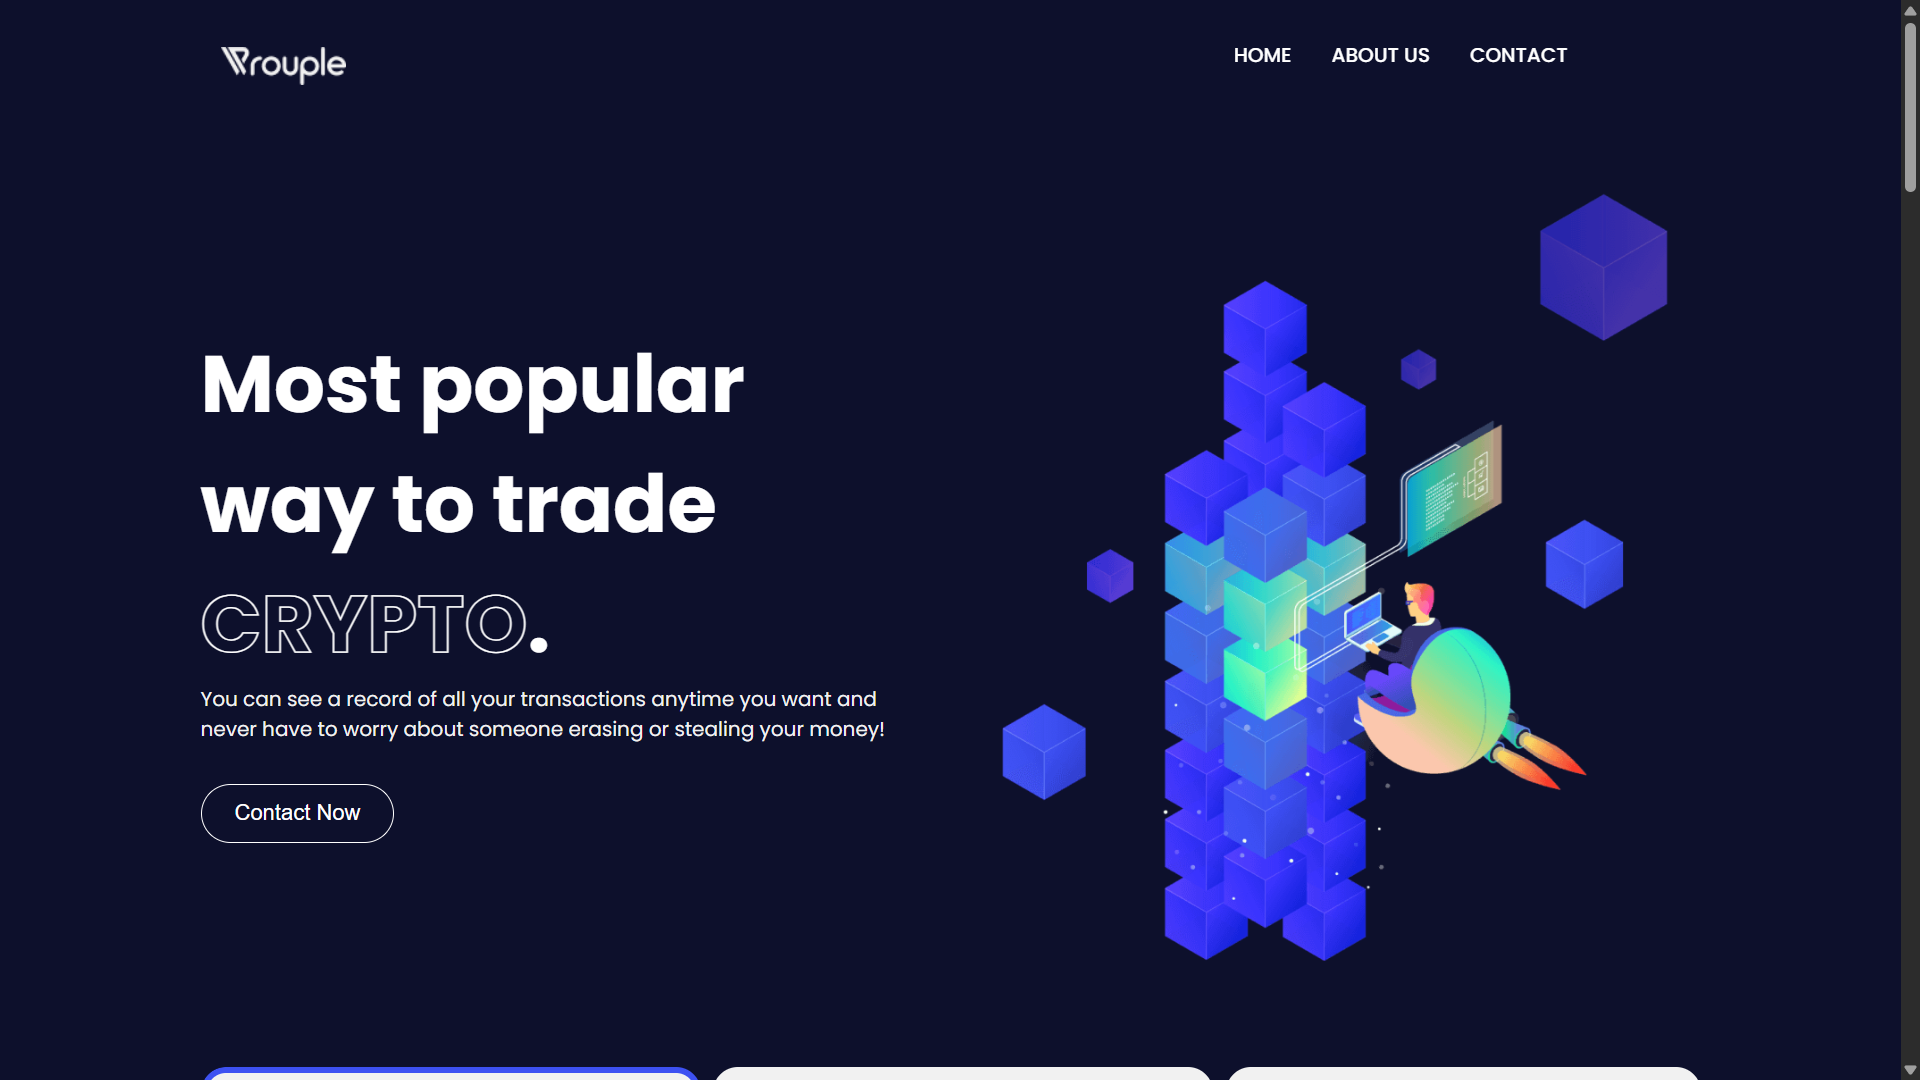 Prouple
HOME ABOUT US CONTACT
Most popular
way to trade
CRYPTO.
You can see a record of all your transactions anytime you want and
never have to worry about someone erasing or stealing your money!
Contact Now